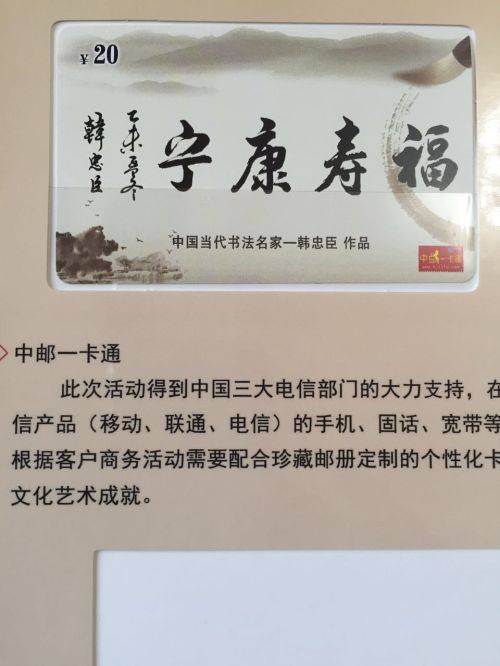 ¥20
福寿康宁
乙未孟冬
韩忠臣
中国当代书法名家—韩忠臣 作品
一卡通
中邮一卡通
此次活动得到中国三大电信部门的大力支持，在
信产品（移动、联通、电信）的手机、固话、宽带等
根据客户商务活动需要配合珍藏邮册定制的个性化卡
文化艺术成就。